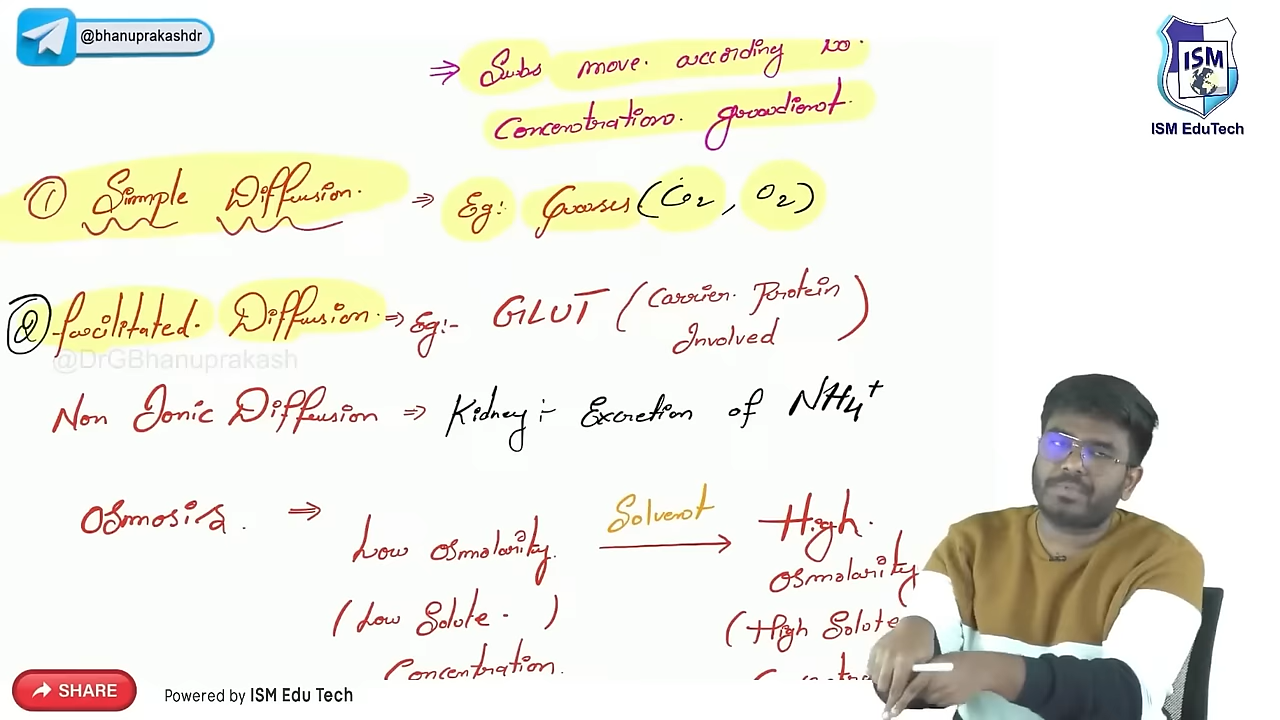 @bhanuprakashdr
ISM
ISM EduTech
⇒ Subs move. according to.
Concentrations. graadient.
① Simple Diffusion. ⇒ Eg:- Gases (Co2, O2)
② facilitated. Diffusion. ⇒ Eg:- GLUT (Carrier. Protein
Involved)
@DrGBhanuprakash
Non Ionic Diffusion ⇒ Kidney:- Excretion of NH4+
Osmosis. ⇒ Low osmolarity. Solvent → High.
osmolarity
(Low Solute. ) (High Solute
Concentration.
SHARE
Powered by ISM Edu Tech